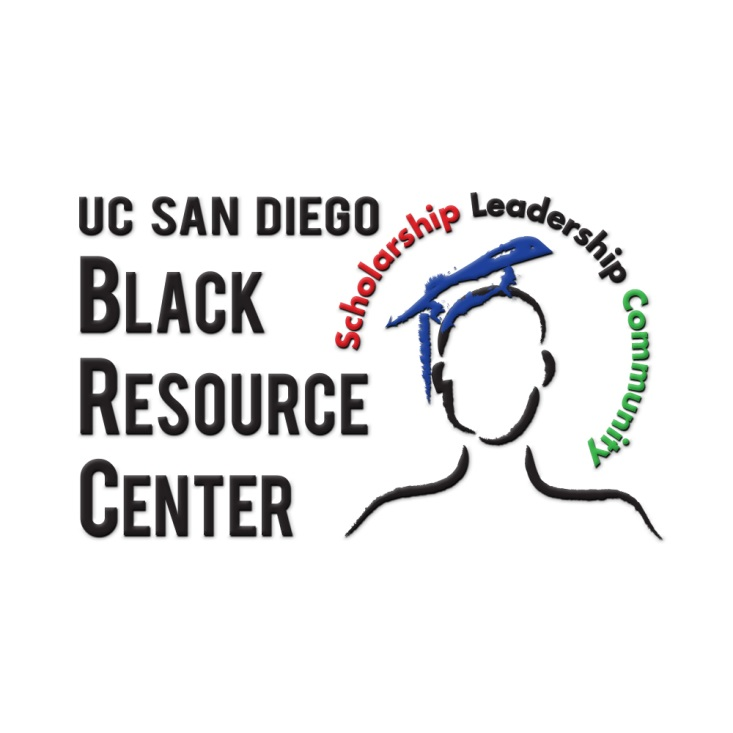 UC SAN DIEGO
BLACK
RESOURCE
CENTER
Scholarship Leadership Community